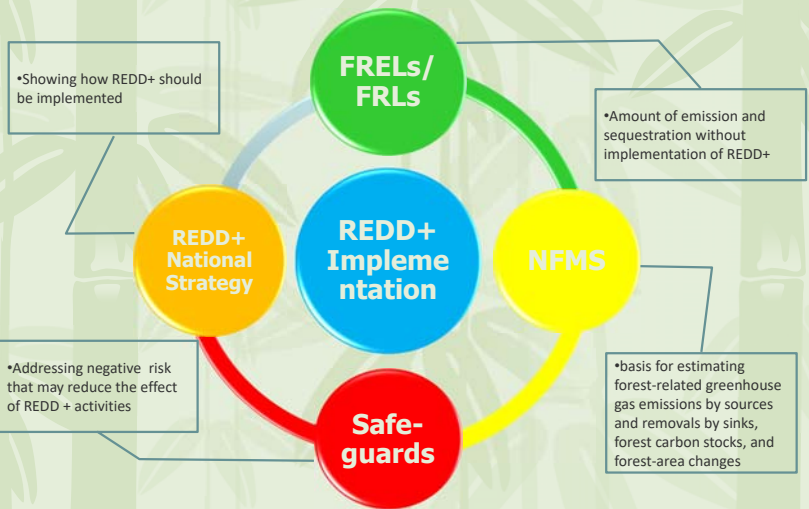 •Showing how REDD+ should
be implemented
FRELs/
FRLs
•Amount of emission and
sequestration without
implementation of REDD+
REDD+
National
Strategy
REDD+
Impleme
ntation
NFMS
•Addressing negative risk
that may reduce the effect
of REDD + activities
Safe-
guards
•basis for estimating
forest-related greenhouse
gas emissions by sources
and removals by sinks,
forest carbon stocks, and
forest-area changes